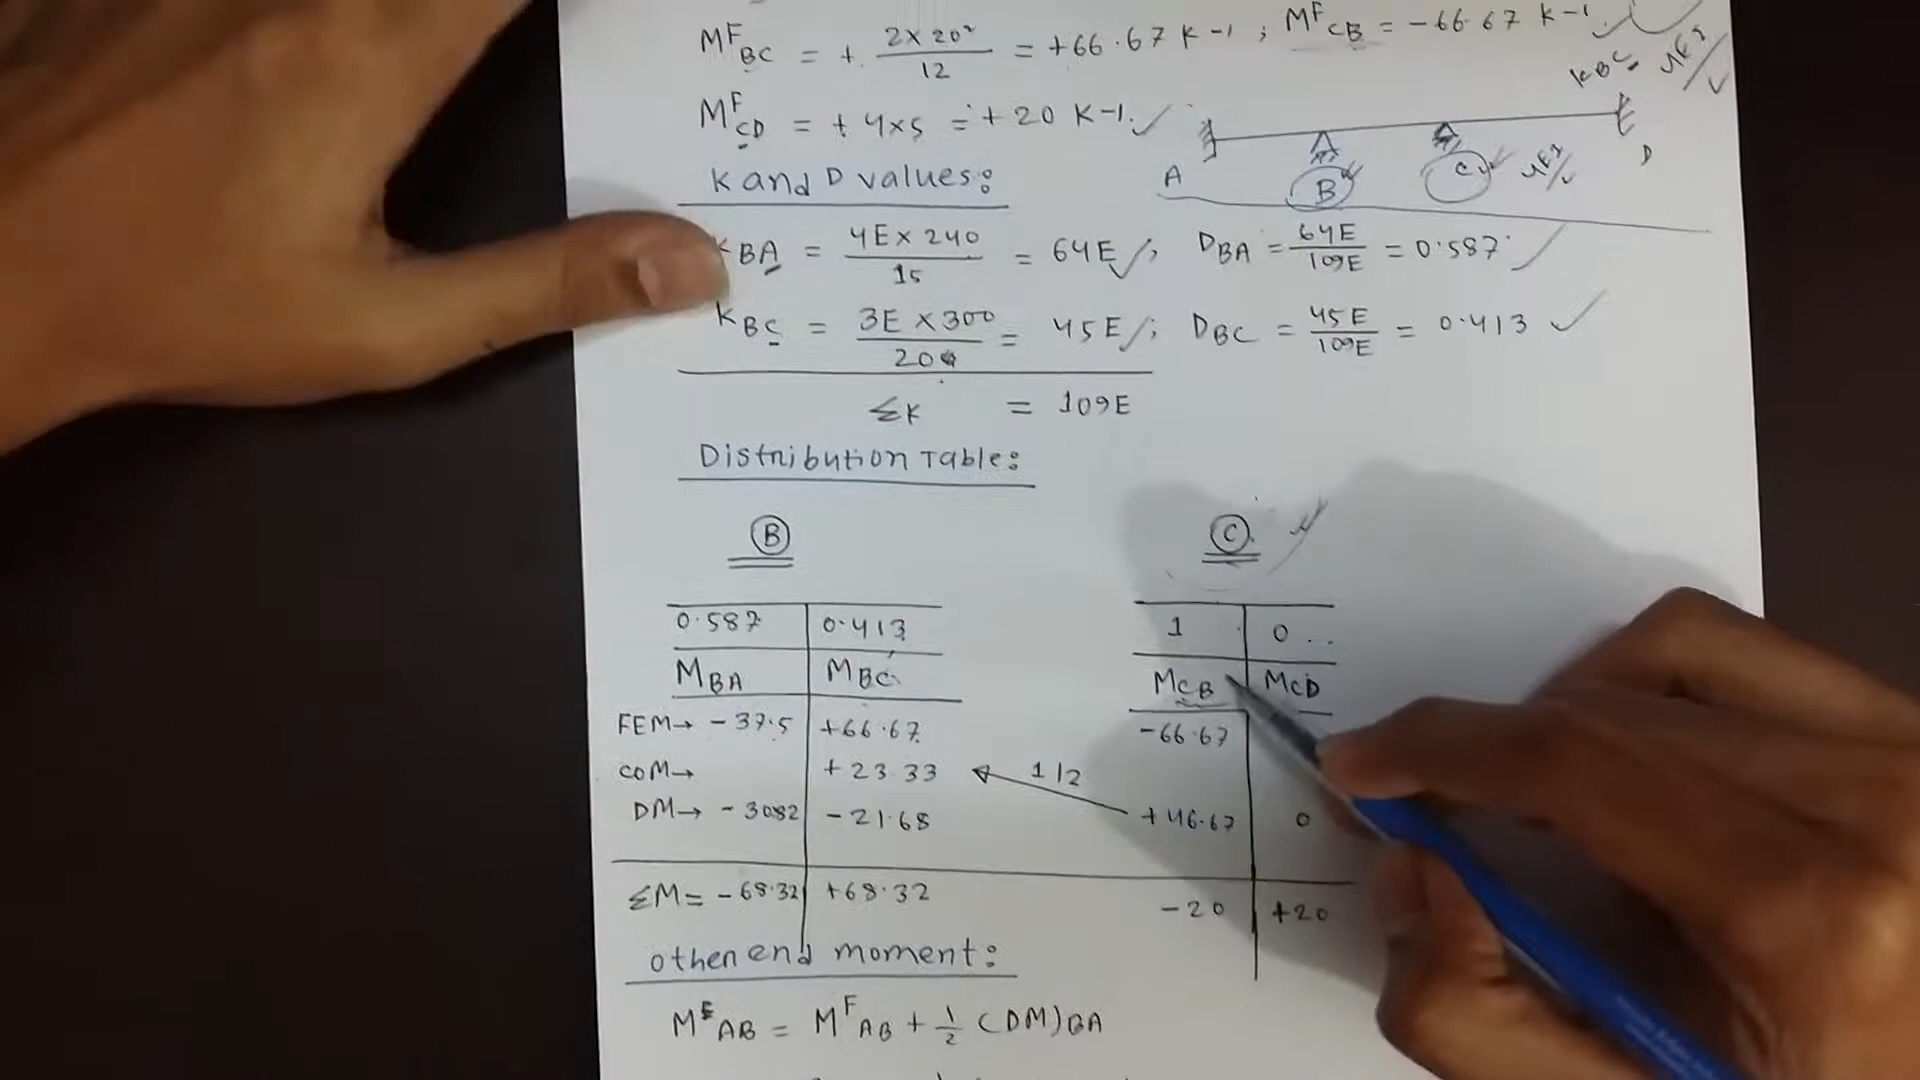 MF BC = + 2×20² / 12 = +66.67 K-1 ; MF CB = -66.67 K-1
KBC = 4EI/L
MF CD = + 4×5 = +20 K-1
A B C D
4EI/L
K and D values:
KBA = 4E×240 / 15 = 64E ; DBA = 64E / 109E = 0.587
KBC = 3E×300 / 20 = 45E ; DBC = 45E / 109E = 0.413
ΣK = 109E
Distribution Table:
B C
0.587 0.413 1 0
MBA MBC MCB MCD
FEM→ -37.5 +66.67 -66.67
COM→ +23.33 1/2
DM→ -3082 -21.68 +46.67 0
ΣM= -68.32 +68.32 -20 +20
other end moment:
MAB = MF AB + 1/2 (DM)BA